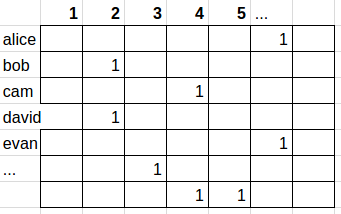 1 2 3 4 5 ...
alice 1
bob 1
cam 1
david 1
evan 1
... 1
1 1